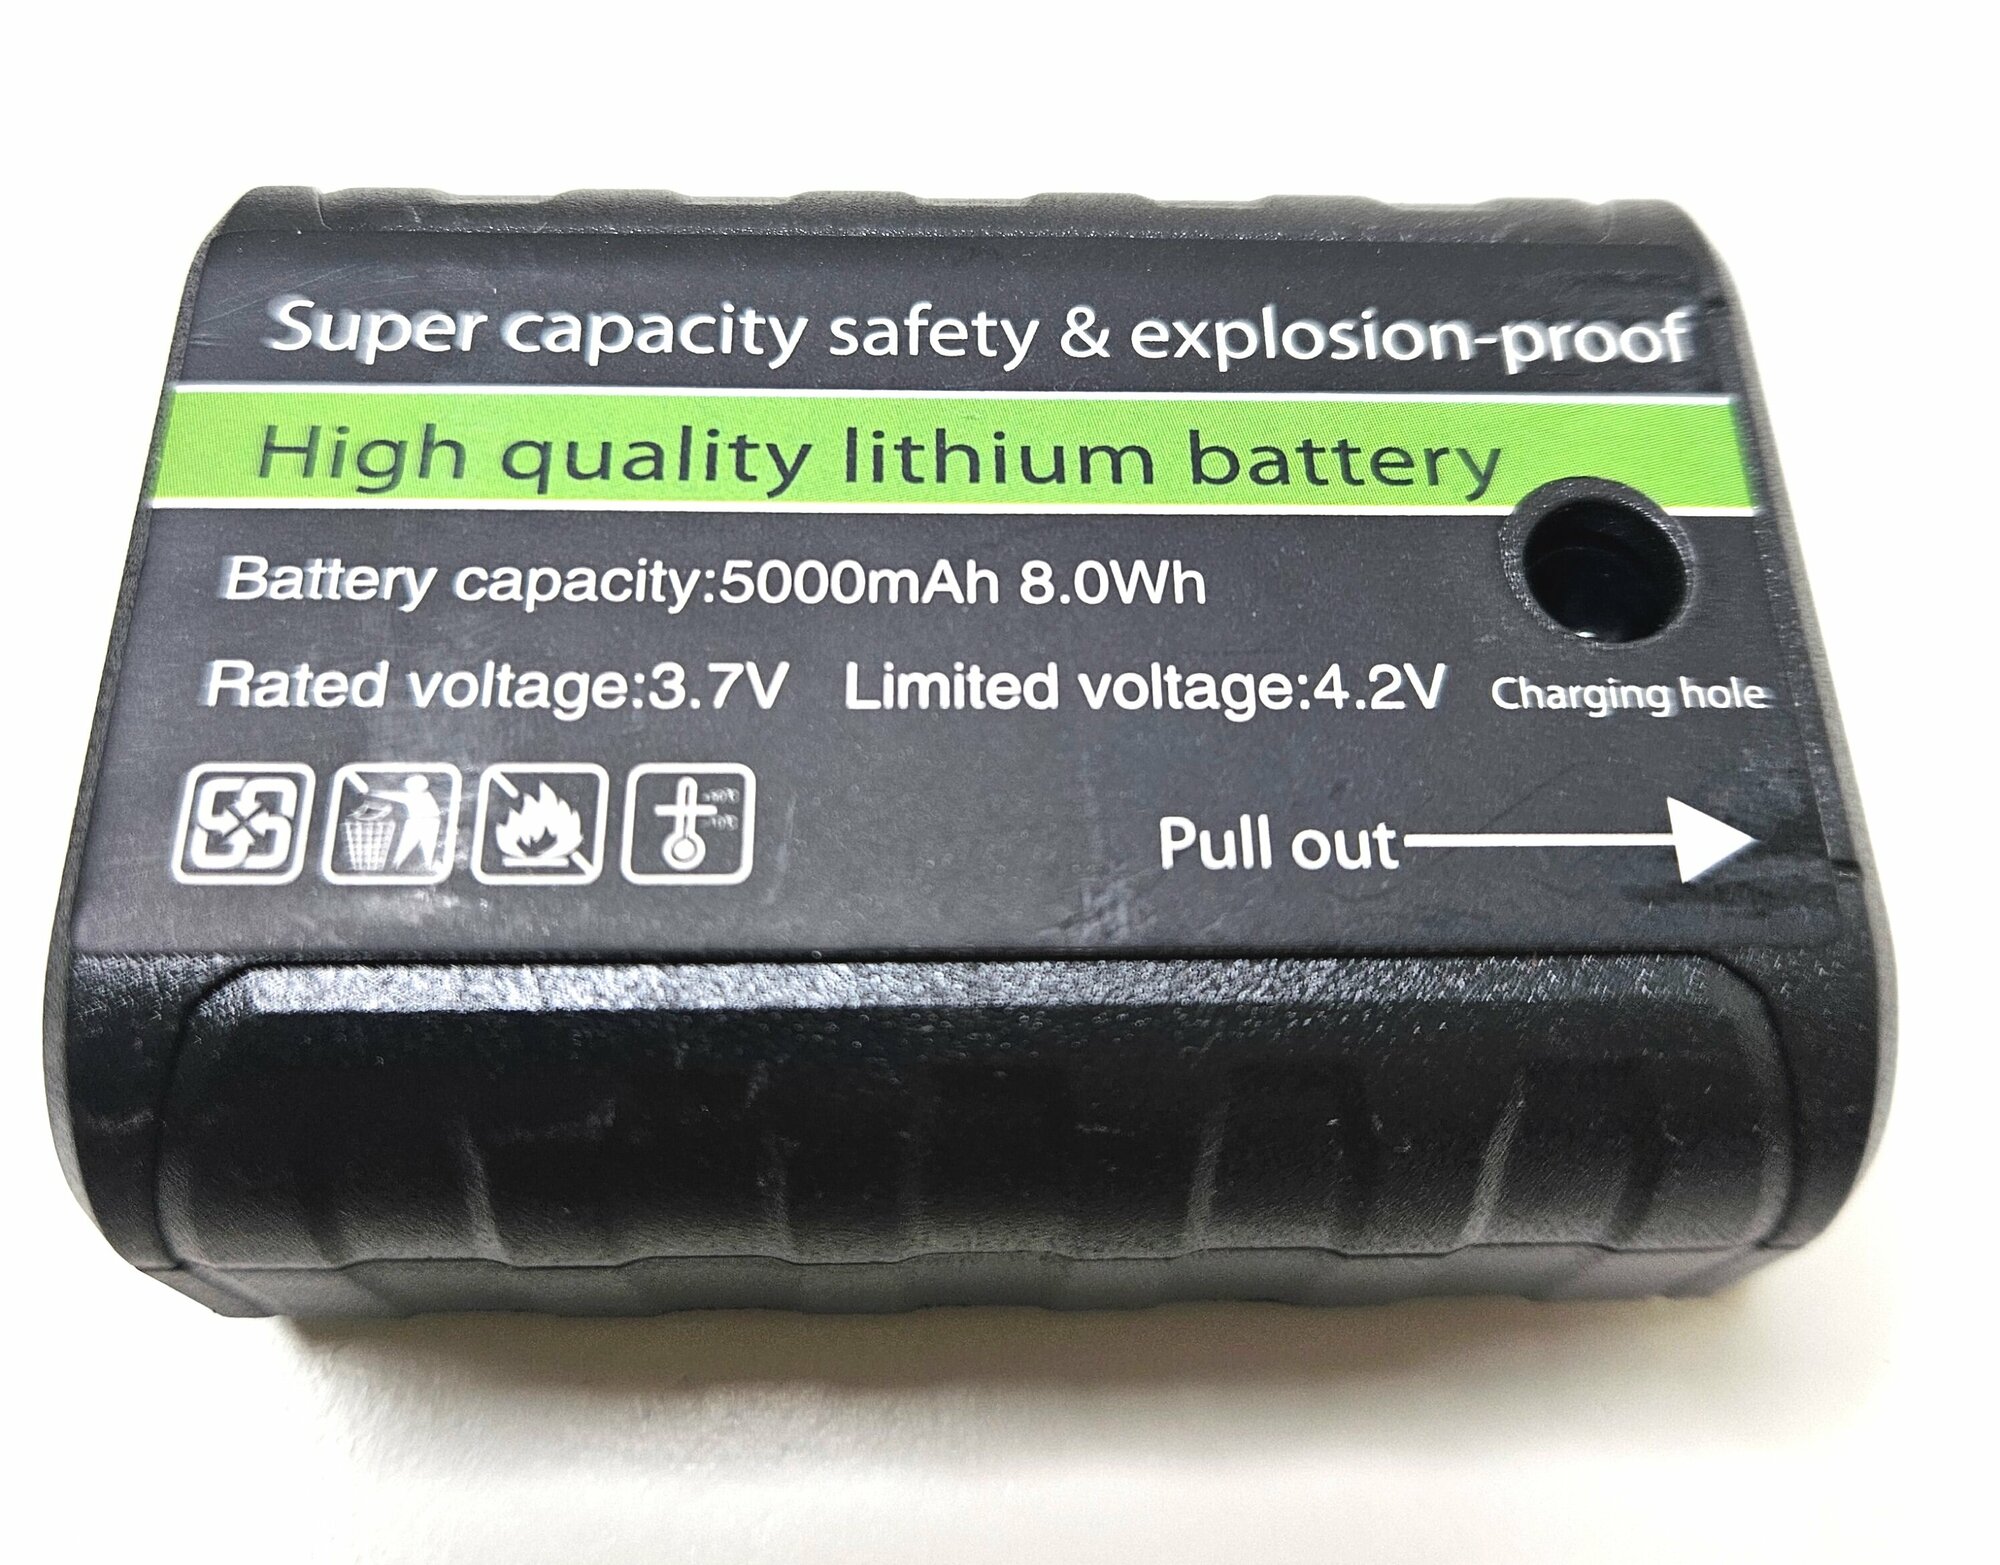 Super capacity safety & explosion-proof
High quality lithium battery
Battery capacity:5000mAh 8.0Wh
Rated voltage:3.7V Limited voltage:4.2V
Charging hole
Pull out